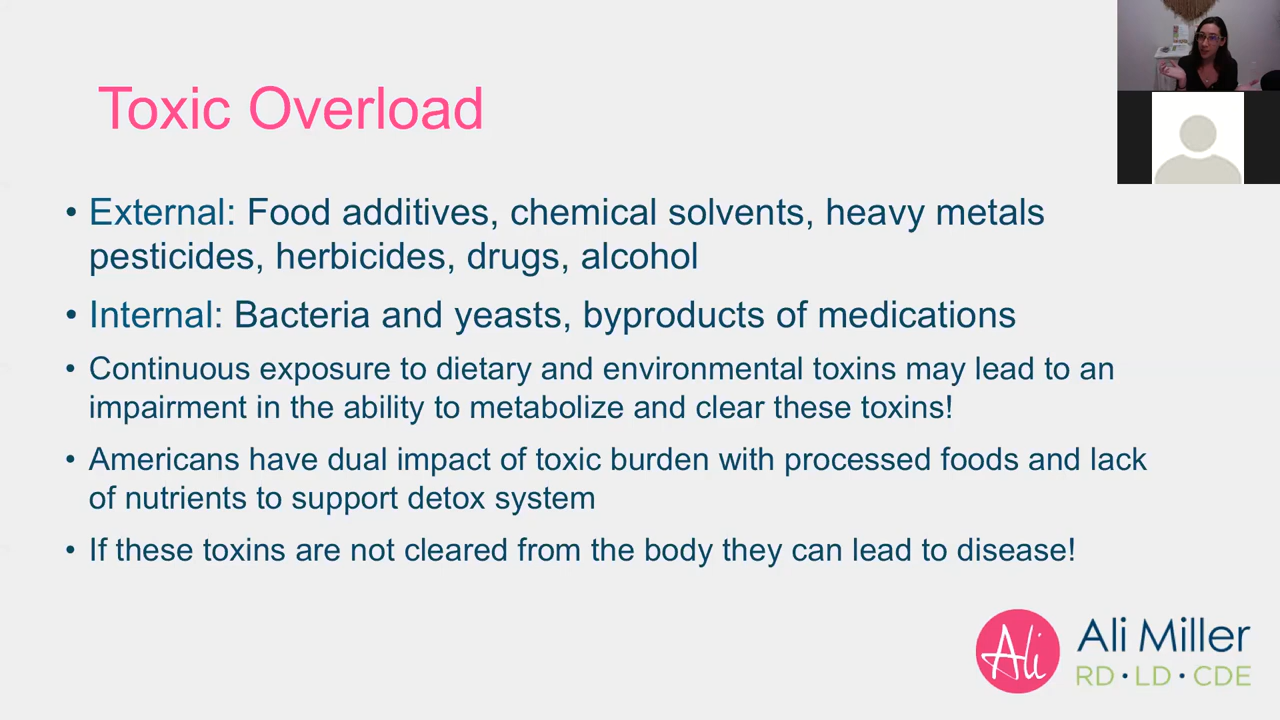 Toxic Overload
• External: Food additives, chemical solvents, heavy metals
pesticides, herbicides, drugs, alcohol
• Internal: Bacteria and yeasts, byproducts of medications
• Continuous exposure to dietary and environmental toxins may lead to an
impairment in the ability to metabolize and clear these toxins!
• Americans have dual impact of toxic burden with processed foods and lack
of nutrients to support detox system
• If these toxins are not cleared from the body they can lead to disease!
Ali
Ali Miller
RD • LD • CDE